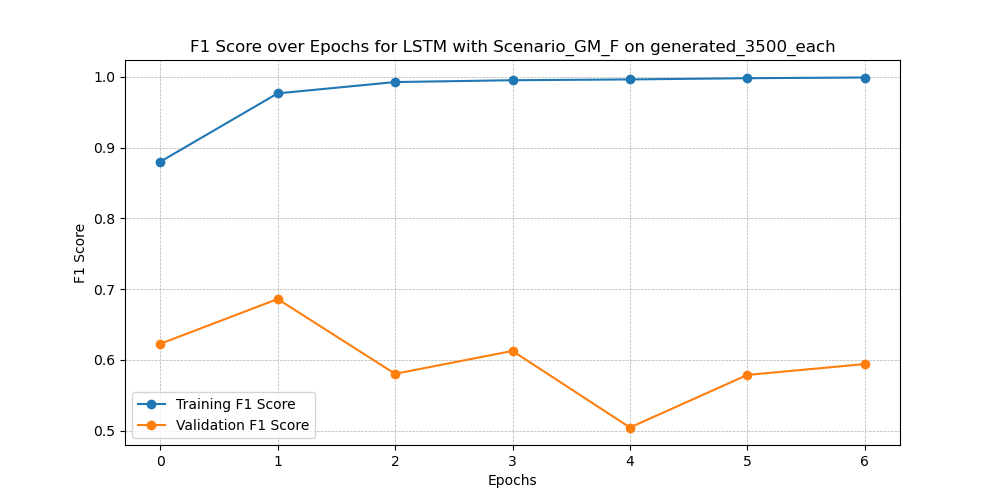 F1 Score over Epochs for LSTM with Scenario_GM_F on generated_3500_each
F1 Score
1.0
0.9
0.8
0.7
0.6
0.5
Training F1 Score
Validation F1 Score
0 1 2 3 4 5 6
Epochs